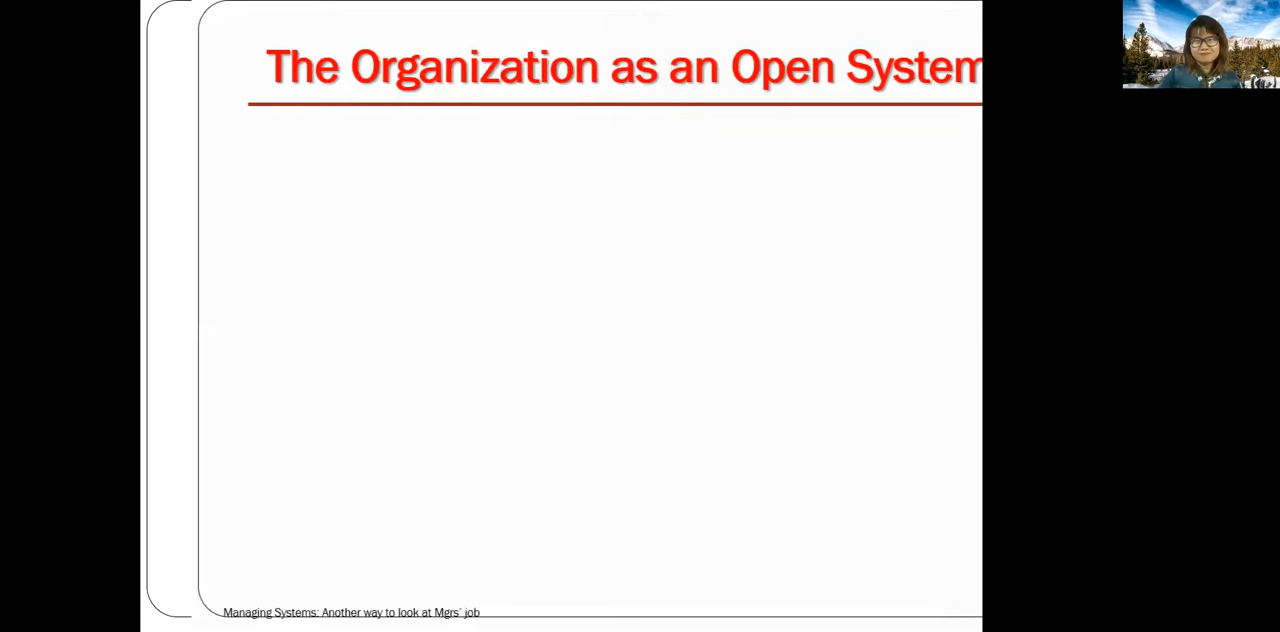 The Organization as an Open System
Managing Systems: Another way to look at Mgrs' job